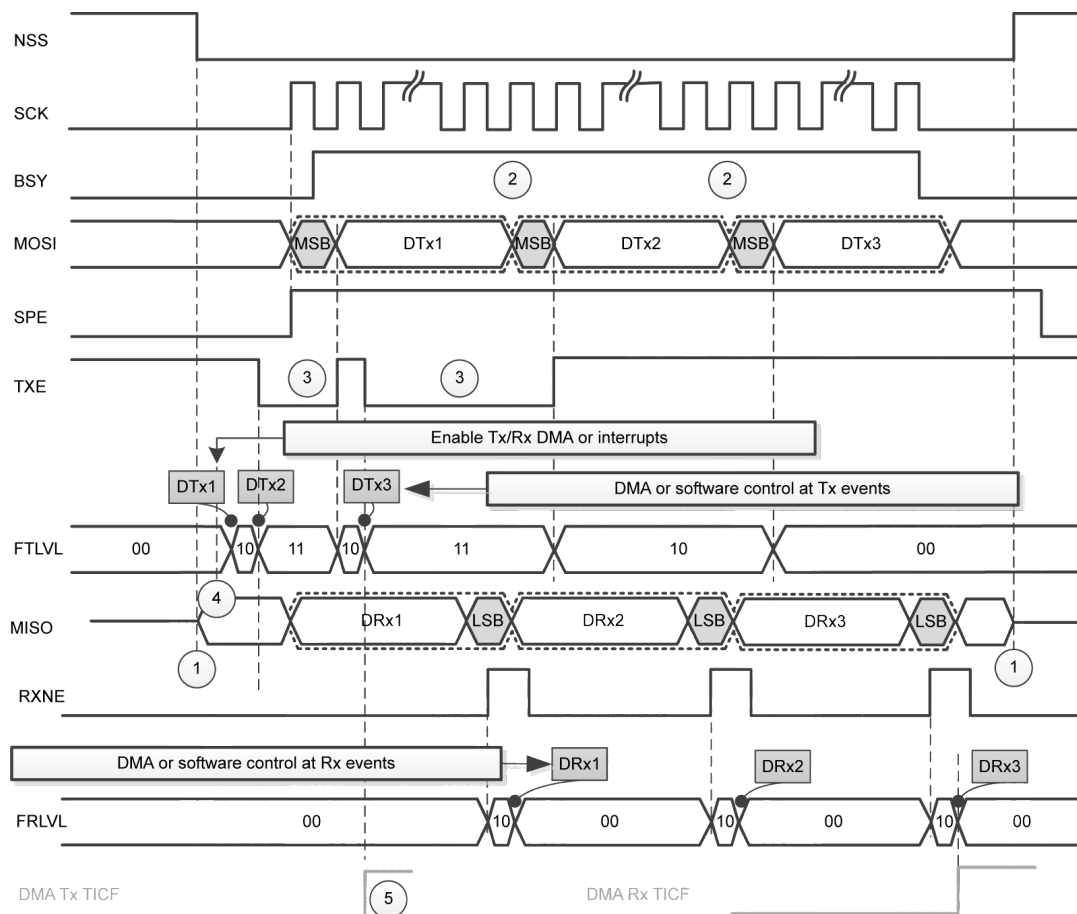 NSS
SCK
BSY
2 2
MOSI MSB DTx1 MSB DTx2 MSB DTx3
SPE
TXE
3 3
Enable Tx/Rx DMA or interrupts
DTx1 DTx2 DTx3
DMA or software control at Tx events
FTLVL 00 10 11 10 11 10 00
4
MISO DRx1 LSB DRx2 LSB DRx3 LSB
1 1
RXNE
DMA or software control at Rx events DRx1 DRx2 DRx3
FRLVL 00 10 00 10 00 10 00
DMA Tx TICF 5 DMA Rx TICF